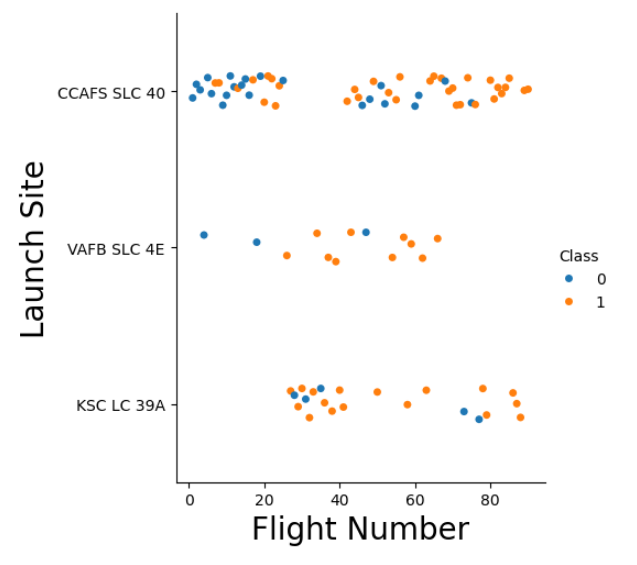 Launch Site
CCAFS SLC 40
VAFB SLC 4E
KSC LC 39A
0 20 40 60 80
Flight Number
Class
0
1